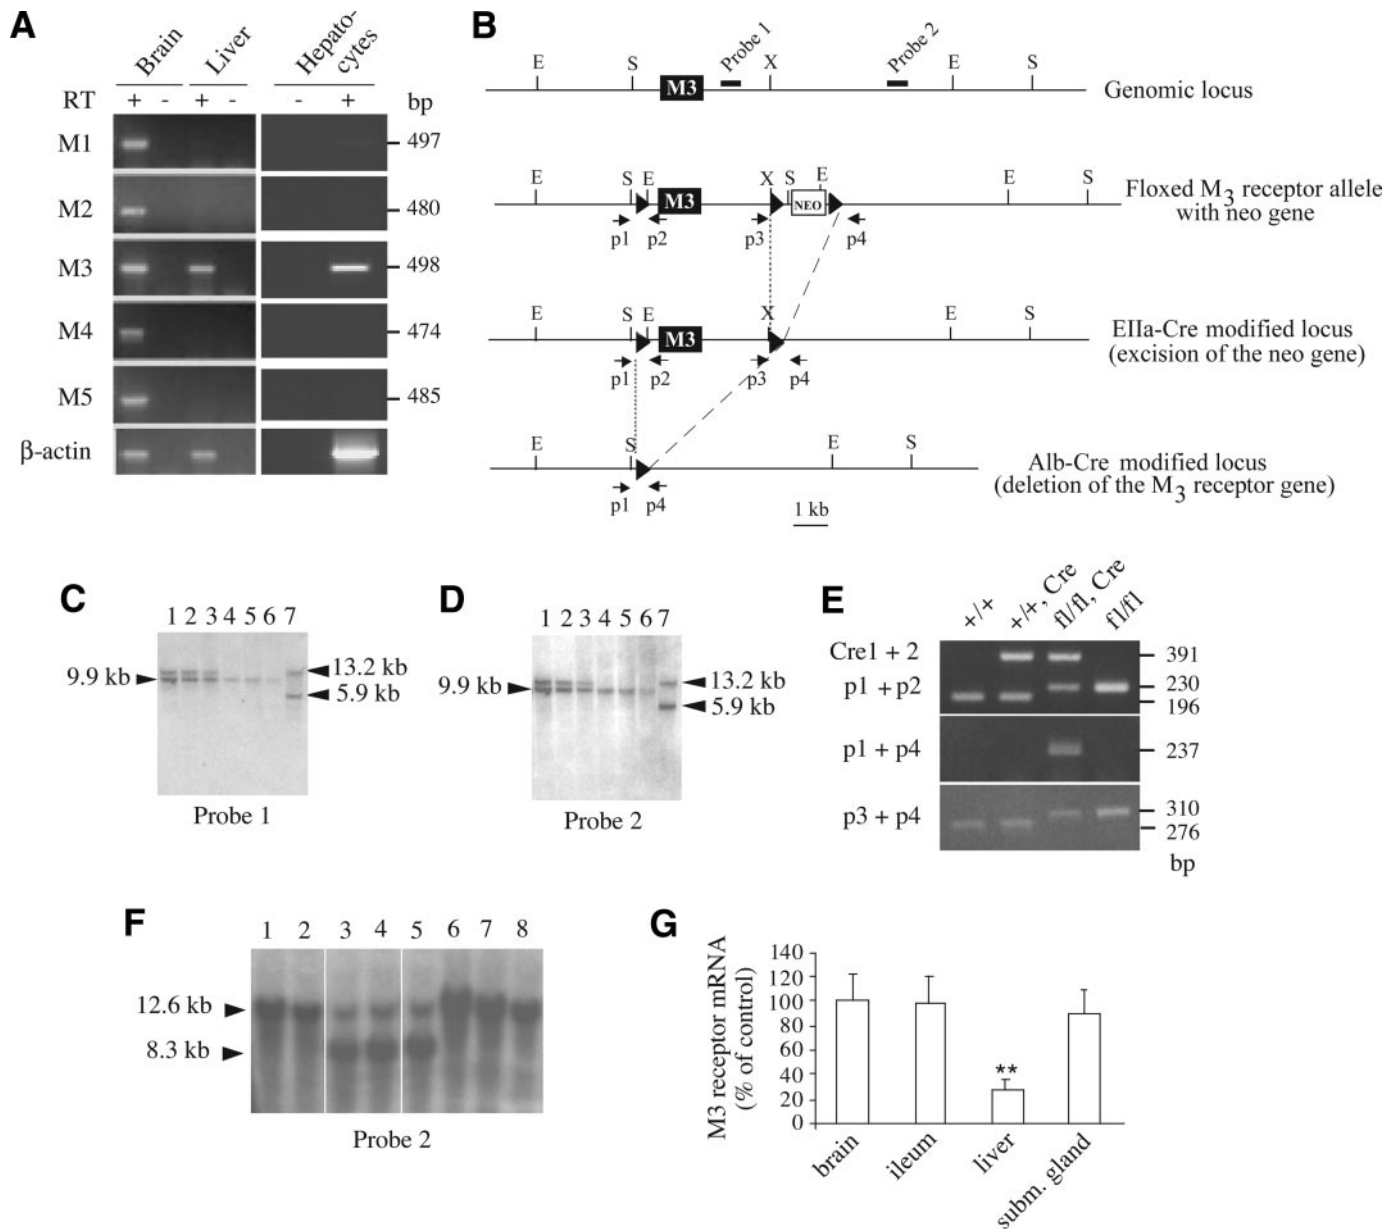 A
Brain
Liver
Hepato-
cytes
RT + - + - - + bp
M1 497
M2 480
M3 498
M4 474
M5 485
β-actin
B
E S M3 Probe 1 X Probe 2 E S
Genomic locus
E S E M3 X S NEO E E S
p1 p2 p3 p4
Floxed M3 receptor allele
with neo gene
E S E M3 X E S
p1 p2 p3 p4
EIIa-Cre modified locus
(excision of the neo gene)
E S E S
p1 p4
Alb-Cre modified locus
(deletion of the M3 receptor gene)
1 kb
C
1 2 3 4 5 6 7
9.9 kb
13.2 kb
5.9 kb
Probe 1
D
1 2 3 4 5 6 7
9.9 kb
13.2 kb
5.9 kb
Probe 2
E
+/+
+/+, Cre
fl/fl, Cre
fl/fl
Cre1 + 2 391
p1 + p2 230
196
p1 + p4 237
p3 + p4 310
276
bp
F
1 2 3 4 5 6 7 8
12.6 kb
8.3 kb
Probe 2
G
M3 receptor mRNA
(% of control)
140
120
100
80
60
40
20
0
**
brain
ileum
liver
subm. gland